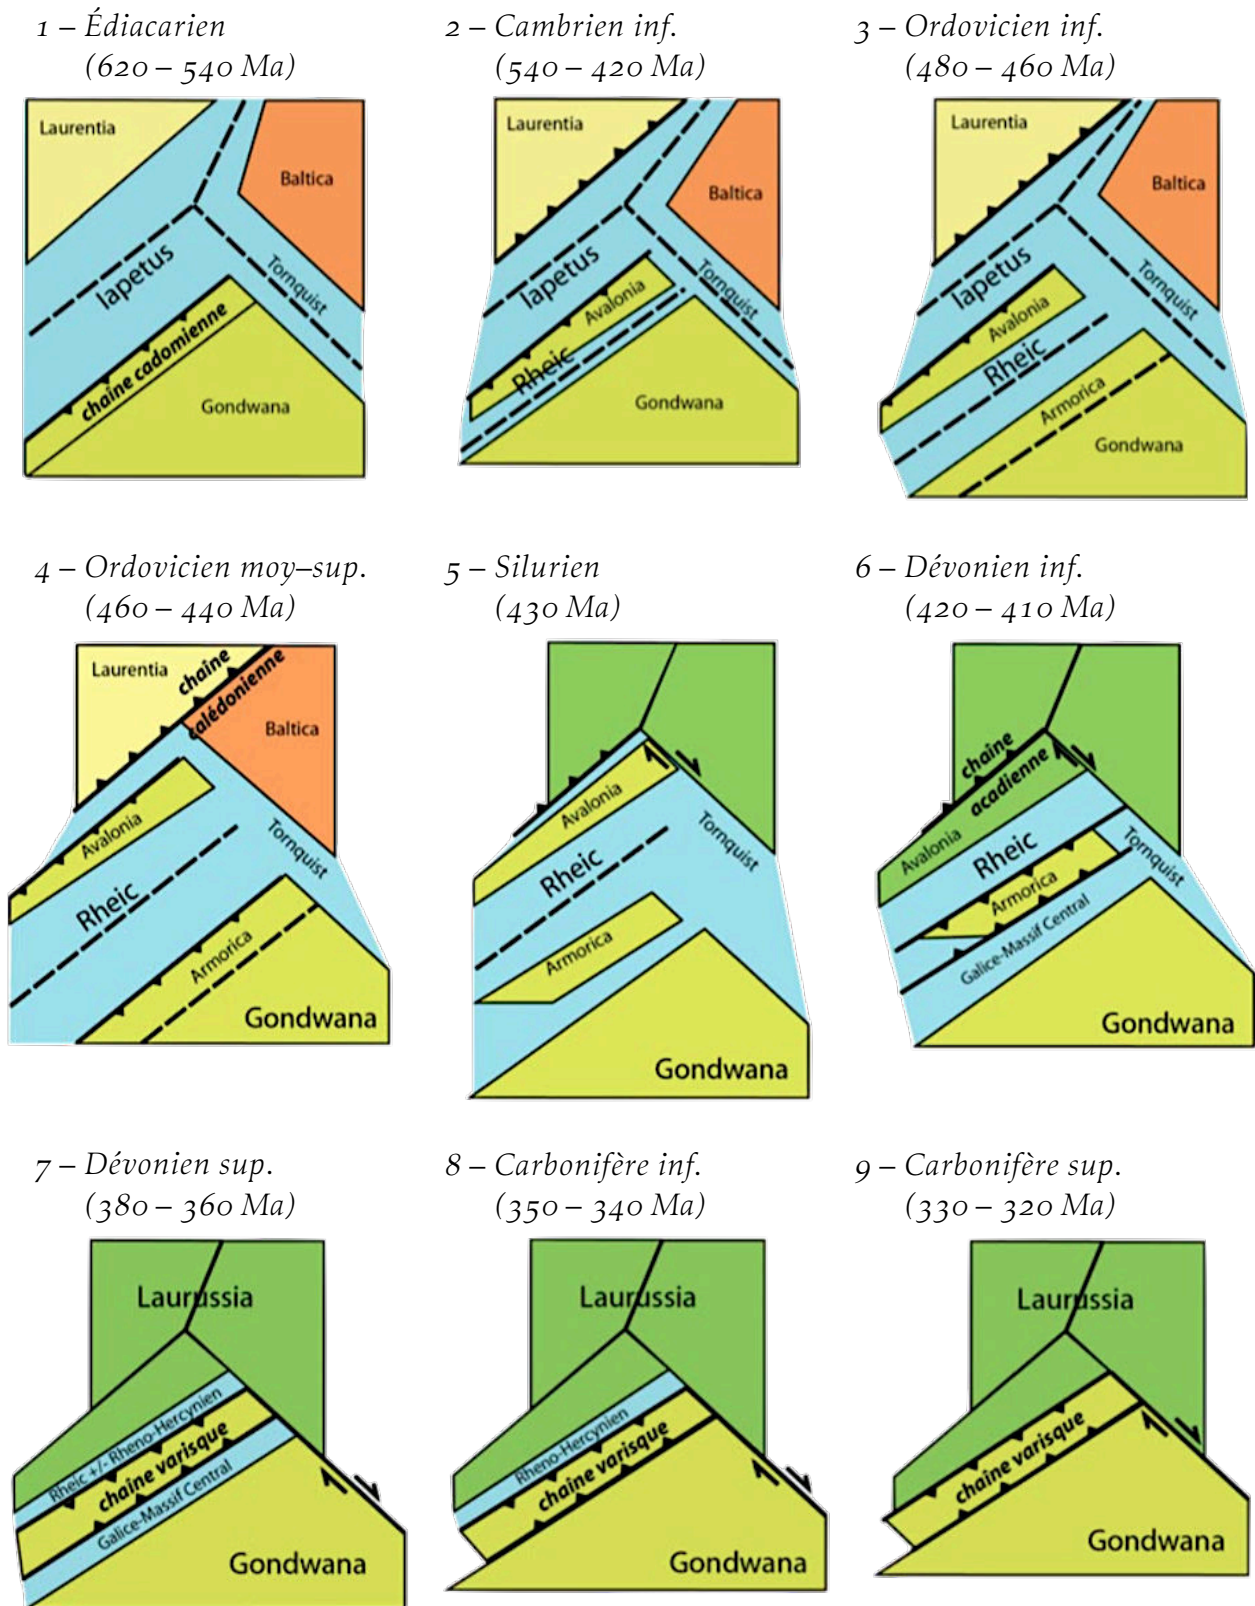 1 – Édiacarien
(620 – 540 Ma)
Laurentia
Baltica
Iapetus
Tornquist
chaîne cadomienne
Gondwana
2 – Cambrien inf.
(540 – 420 Ma)
Laurentia
Baltica
Iapetus
Tornquist
Avalonia
Rheic
Gondwana
3 – Ordovicien inf.
(480 – 460 Ma)
Laurentia
Baltica
Iapetus
Tornquist
Avalonia
Rheic
Armorica
Gondwana
4 – Ordovicien moy–sup.
(460 – 440 Ma)
Laurentia
chaîne
calédonienne
Baltica
Avalonia
Tornquist
Rheic
Armorica
Gondwana
5 – Silurien
(430 Ma)
Avalonia
Tornquist
Rheic
Armorica
Gondwana
6 – Dévonien inf.
(420 – 410 Ma)
chaîne
acadienne
Avalonia
Rheic
Tornquist
Armorica
Galice-Massif Central
Gondwana
7 – Dévonien sup.
(380 – 360 Ma)
Laurussia
Rheic +/- Rheno-Hercynien
chaîne varisque
Galice-Massif Central
Gondwana
8 – Carbonifère inf.
(350 – 340 Ma)
Laurussia
Rheno-Hercynien
chaîne varisque
Gondwana
9 – Carbonifère sup.
(330 – 320 Ma)
Laurussia
chaîne varisque
Gondwana